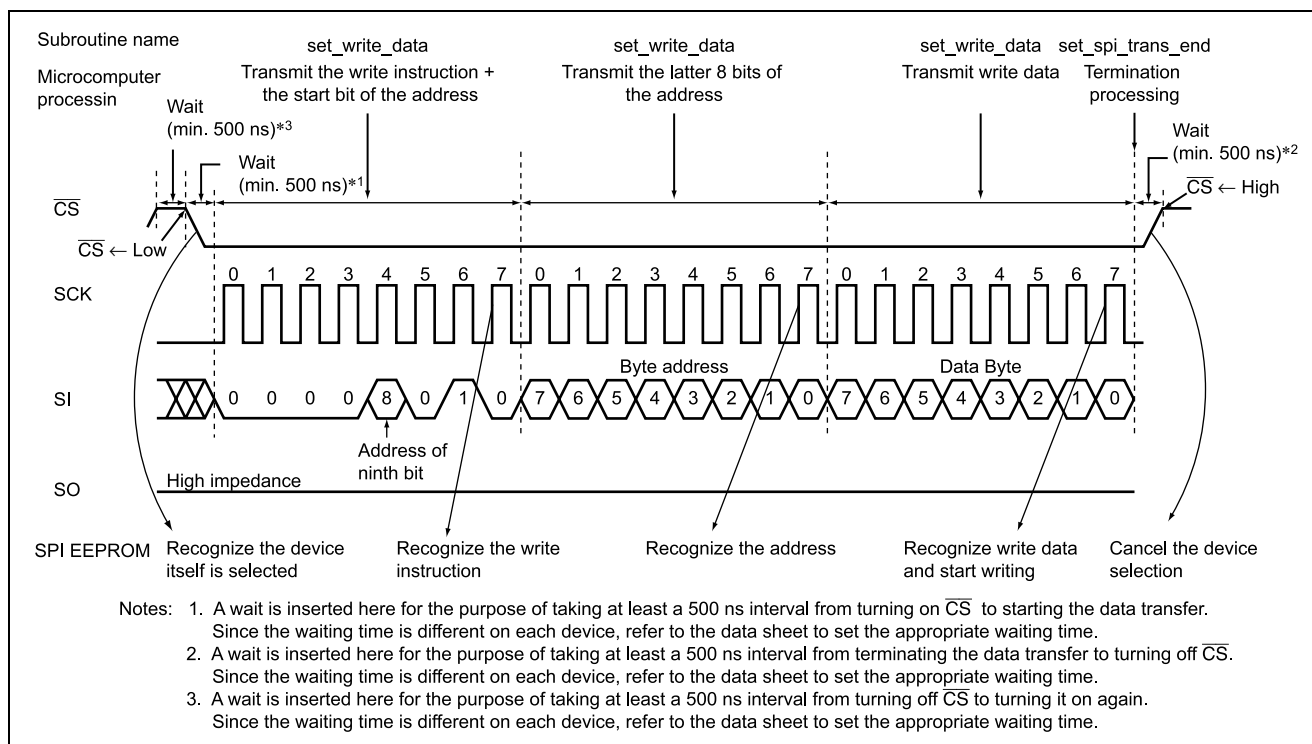 Subroutine name
set_write_data
set_write_data
set_write_data
set_spi_trans_end
Microcomputer
processin
Transmit the write instruction +
the start bit of the address
Transmit the latter 8 bits of
the address
Transmit write data
Termination
processing
Wait
(min. 500 ns)*3
Wait
(min. 500 ns)*1
Wait
(min. 500 ns)*2
CS
CS ← Low
CS ← High
0 1 2 3 4 5 6 7 0 1 2 3 4 5 6 7 0 1 2 3 4 5 6 7
SCK
Byte address
Data Byte
SI
0 0 0 0 8 0 1 0 7 6 5 4 3 2 1 0 7 6 5 4 3 2 1 0
Address of
ninth bit
SO
High impedance
SPI EEPROM
Recognize the device
itself is selected
Recognize the write
instruction
Recognize the address
Recognize write data
and start writing
Cancel the device
selection
Notes: 1. A wait is inserted here for the purpose of taking at least a 500 ns interval from turning on CS to starting the data transfer.
Since the waiting time is different on each device, refer to the data sheet to set the appropriate waiting time.
2. A wait is inserted here for the purpose of taking at least a 500 ns interval from terminating the data transfer to turning off CS.
Since the waiting time is different on each device, refer to the data sheet to set the appropriate waiting time.
3. A wait is inserted here for the purpose of taking at least a 500 ns interval from turning off CS to turning it on again.
Since the waiting time is different on each device, refer to the data sheet to set the appropriate waiting time.